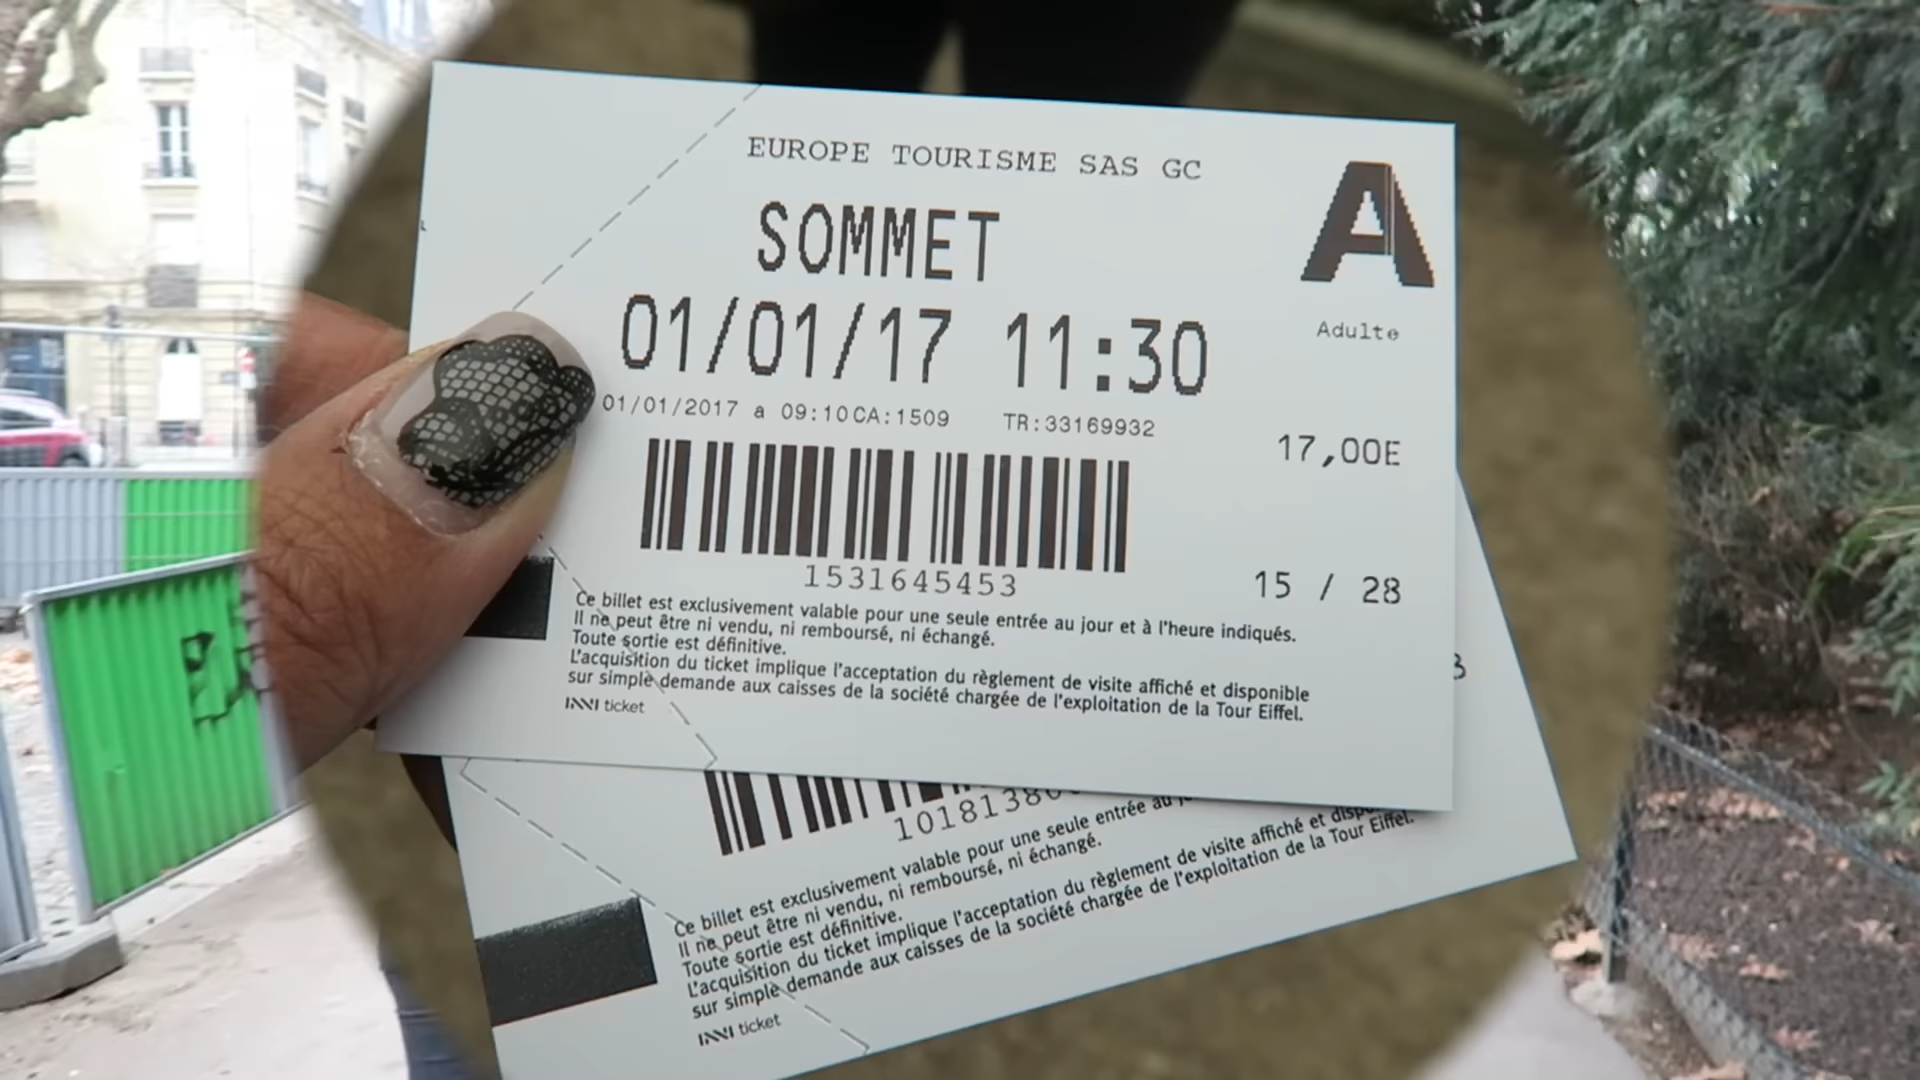 EUROPE TOURISME SAS GC
SOMMET
A
Adulte
01/01/17 11:30
01/01/2017 a 09:10 CA:1509 TR:33169932
17,00E
1531645453
15 / 28
Ce billet est exclusivement valable pour une seule entrée au jour et à l'heure indiqués.
Il ne peut être ni vendu, ni remboursé, ni échangé.
Toute sortie est définitive.
L'acquisition du ticket implique l'acceptation du règlement de visite affiché et disponible
sur simple demande aux caisses de la société chargée de l'exploitation de la Tour Eiffel.
ticket
Ce billet est exclusivement valable pour une seule entrée au
Il ne peut être ni vendu, ni remboursé, ni échangé.
Toute sortie est définitive.
L'acquisition du ticket implique l'acceptation du règlement de visite affiché et
sur simple demande aux caisses de la société chargée de l'exploitation de la Tour Eiffel.
ticket